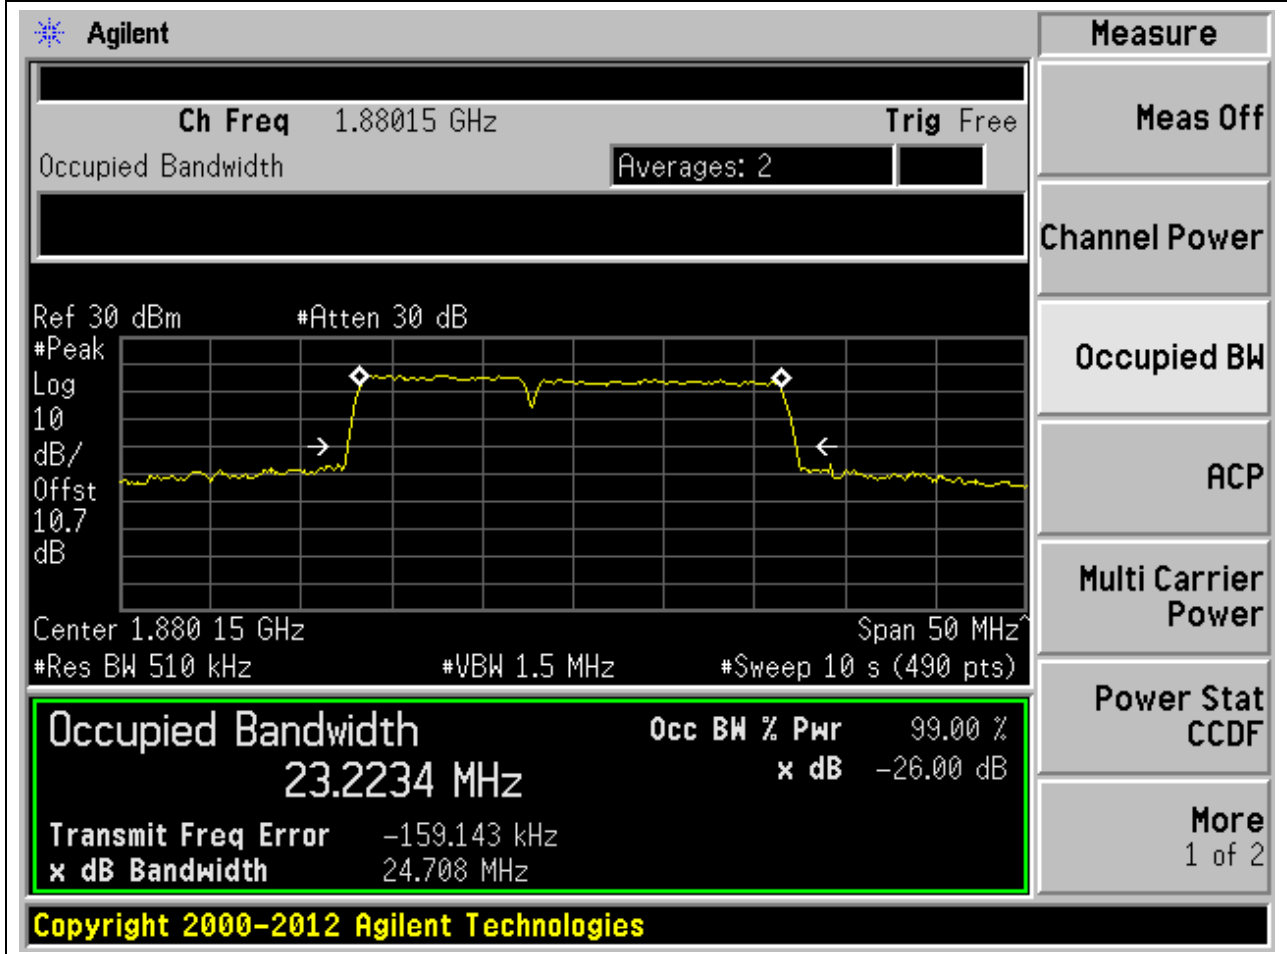 Agilent
Measure
Ch Freq 1.88015 GHz Trig Free
Occupied Bandwidth Averages: 2
Meas Off
Channel Power
Occupied BW
ACP
Multi Carrier
Power
Power Stat
CCDF
More
1 of 2
Ref 30 dBm #Atten 30 dB
#Peak
Log
10
dB/
Offst
10.7
dB
Center 1.880 15 GHz Span 50 MHz^
#Res BW 510 kHz #VBW 1.5 MHz #Sweep 10 s (490 pts)
Occupied Bandwidth Occ BW % Pwr 99.00 %
23.2234 MHz x dB -26.00 dB
Transmit Freq Error -159.143 kHz
x dB Bandwidth 24.708 MHz
Copyright 2000-2012 Agilent Technologies